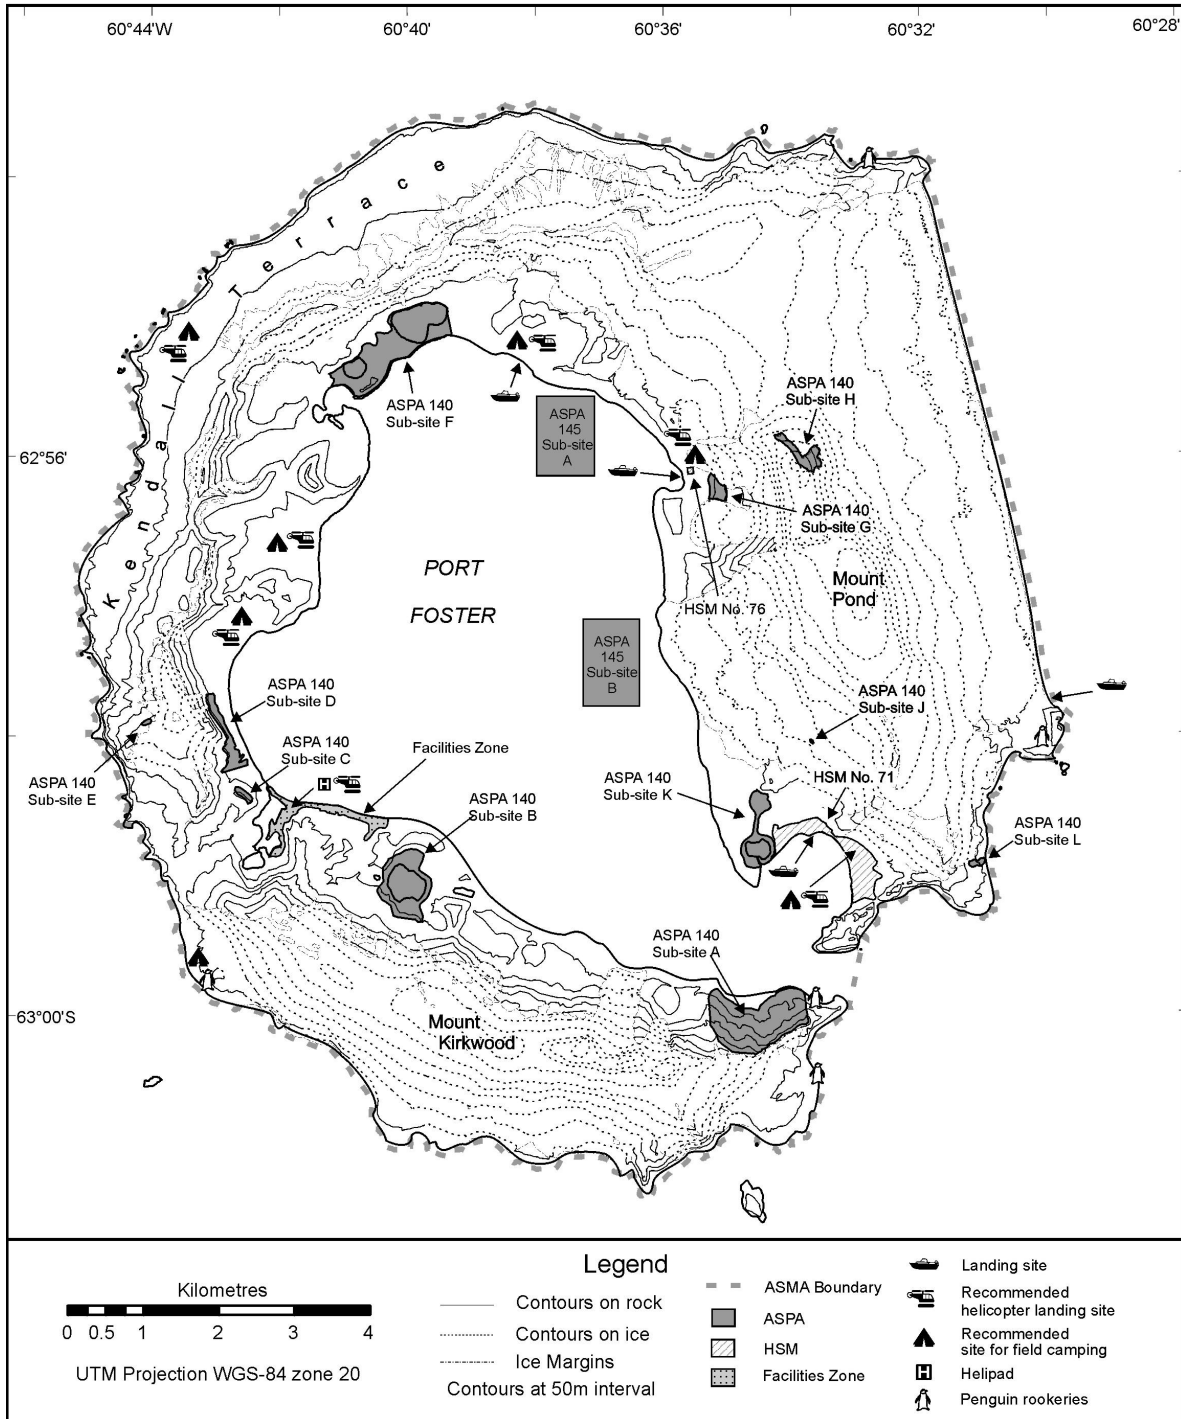 60°44'W
60°40'
60°36'
60°32'
60°28'
Kendall Terrace
ASPA 140
Sub-site F
ASPA
145
Sub-site
A
ASPA 140
Sub-site H
62°56'
ASPA 140
Sub-site G
PORT
FOSTER
Mount
Pond
HSM No. 76
ASPA
145
Sub-site
B
ASPA 140
Sub-site D
ASPA 140
Sub-site J
ASPA 140
Sub-site C
Facilities Zone
ASPA 140
Sub-site E
H
ASPA 140
Sub-site B
ASPA 140
Sub-site K
HSM No. 71
ASPA 140
Sub-site L
ASPA 140
Sub-site A
63°00'S
Mount
Kirkwood
Legend
Kilometres
0 0.5 1 2 3 4
UTM Projection WGS-84 zone 20
Contours on rock
Contours on ice
Ice Margins
Contours at 50m interval
ASMA Boundary
ASPA
HSM
Facilities Zone
Landing site
Recommended
helicopter landing site
Recommended
site for field camping
H Helipad
Penguin rookeries